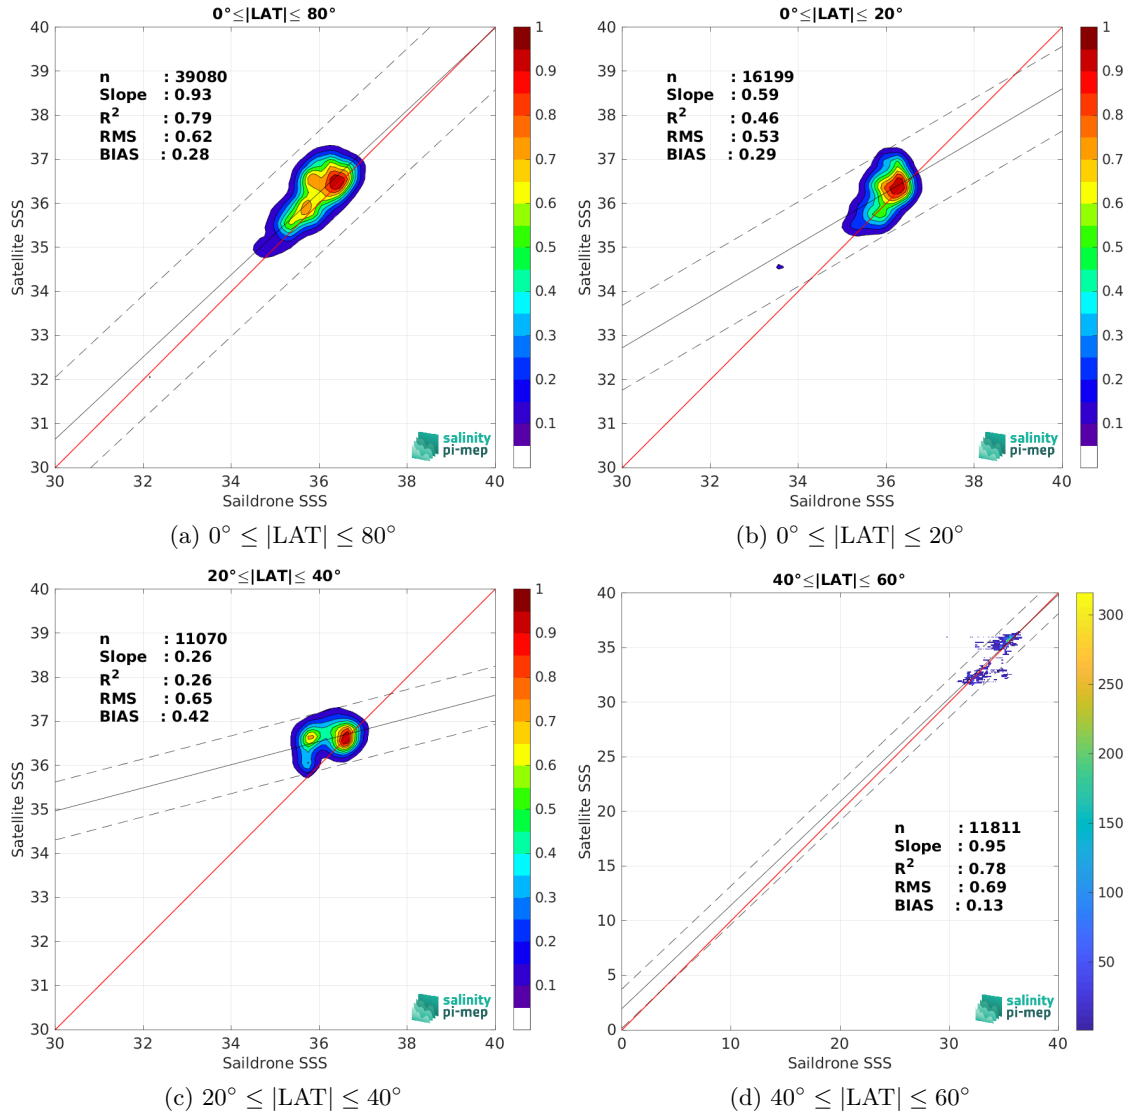 0°≤|LAT|≤ 80°
n : 39080
Slope : 0.93
R² : 0.79
RMS : 0.62
BIAS : 0.28
40
39
38
37
36
35
34
33
32
31
30
30 32 34 36 38 40
Satellite SSS
Saildrone SSS
1
0.9
0.8
0.7
0.6
0.5
0.4
0.3
0.2
0.1
salinity
pi-mep
(a) 0° ≤ |LAT| ≤ 80°
0°≤|LAT|≤ 20°
n : 16199
Slope : 0.59
R² : 0.46
RMS : 0.53
BIAS : 0.29
40
39
38
37
36
35
34
33
32
31
30
30 32 34 36 38 40
Satellite SSS
Saildrone SSS
1
0.9
0.8
0.7
0.6
0.5
0.4
0.3
0.2
0.1
salinity
pi-mep
(b) 0° ≤ |LAT| ≤ 20°
20°≤|LAT|≤ 40°
n : 11070
Slope : 0.26
R² : 0.26
RMS : 0.65
BIAS : 0.42
40
39
38
37
36
35
34
33
32
31
30
30 32 34 36 38 40
Satellite SSS
Saildrone SSS
1
0.9
0.8
0.7
0.6
0.5
0.4
0.3
0.2
0.1
salinity
pi-mep
(c) 20° ≤ |LAT| ≤ 40°
40°≤|LAT|≤ 60°
40
35
30
25
20
15
10
5
0
0 10 20 30 40
Satellite SSS
Saildrone SSS
n : 11811
Slope : 0.95
R² : 0.78
RMS : 0.69
BIAS : 0.13
300
250
200
150
100
50
salinity
pi-mep
(d) 40° ≤ |LAT| ≤ 60°